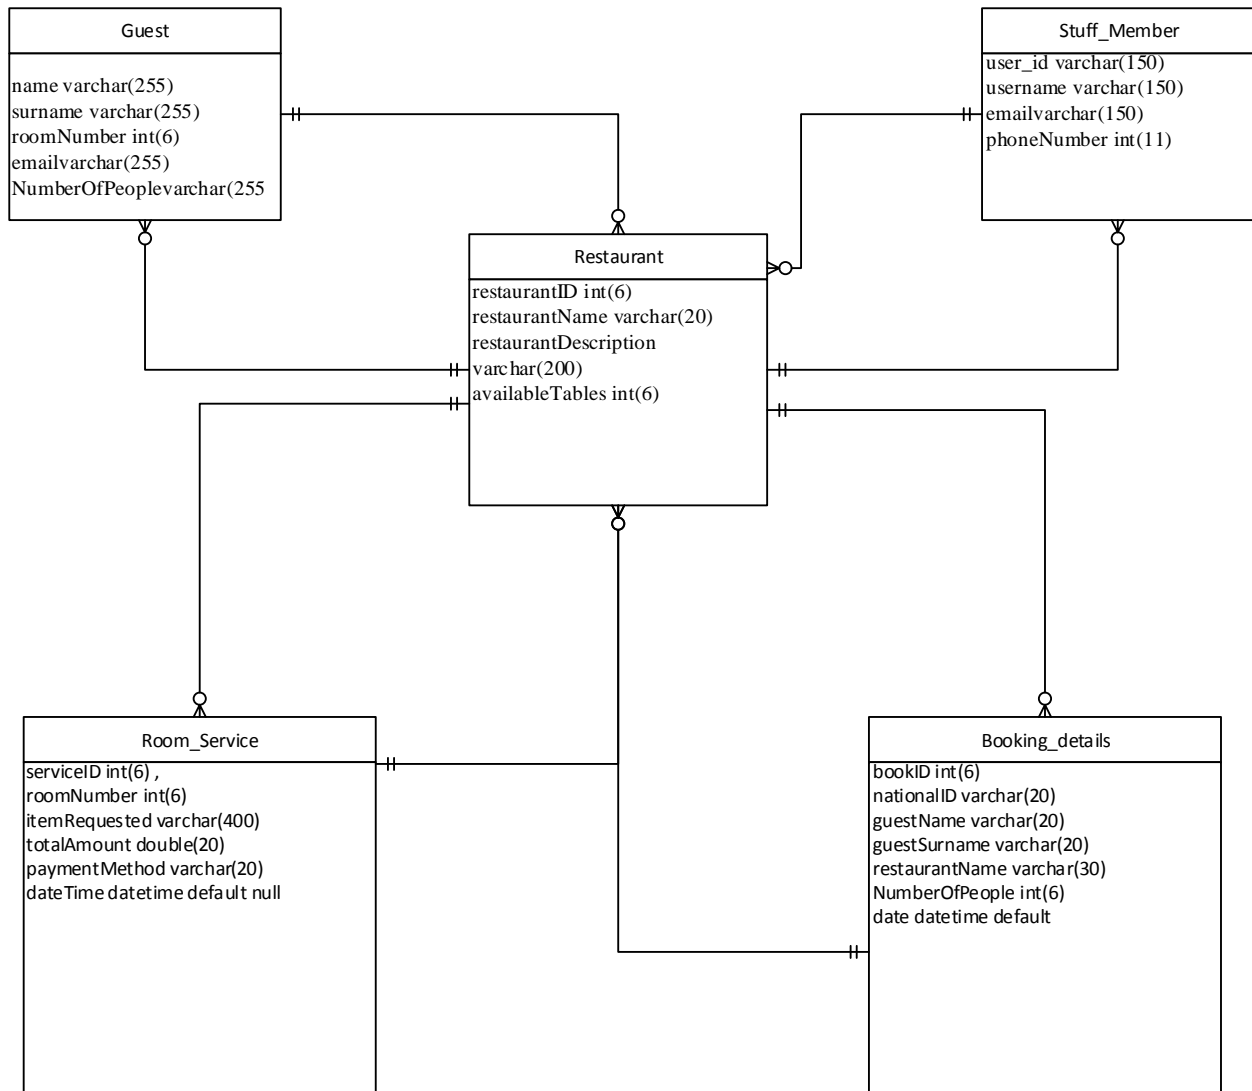 Guest
name varchar(255)
surname varchar(255)
roomNumber int(6)
emailvarchar(255)
NumberOfPeoplevarchar(255
Stuff_Member
user_id varchar(150)
username varchar(150)
emailvarchar(150)
phoneNumber int(11)
Restaurant
restaurantID int(6)
restaurantName varchar(20)
restaurantDescription
varchar(200)
availableTables int(6)
Room_Service
serviceID int(6) ,
roomNumber int(6)
itemRequested varchar(400)
totalAmount double(20)
paymentMethod varchar(20)
dateTime datetime default null
Booking_details
bookID int(6)
nationalID varchar(20)
guestName varchar(20)
guestSurname varchar(20)
restaurantName varchar(30)
NumberOfPeople int(6)
date datetime default